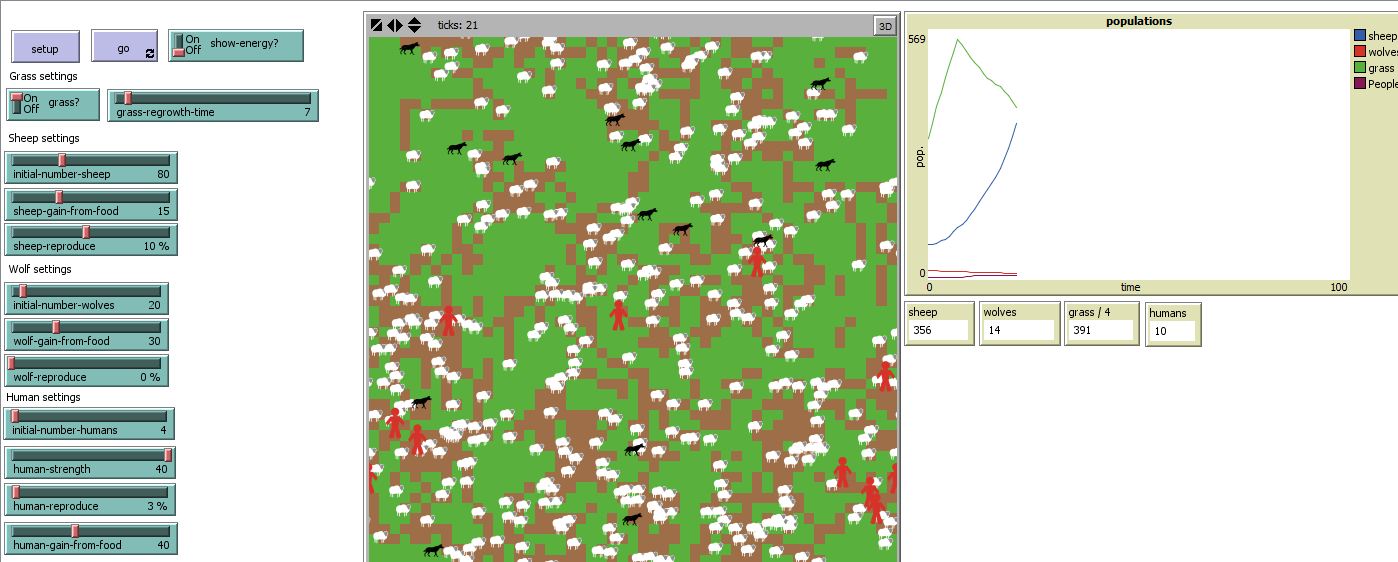 setup
go
On
Off
show-energy?
Grass settings
On
Off
grass?
grass-regrowth-time 7
Sheep settings
initial-number-sheep 80
sheep-gain-from-food 15
sheep-reproduce 10 %
Wolf settings
initial-number-wolves 20
wolf-gain-from-food 30
wolf-reproduce 0 %
Human settings
initial-number-humans 4
human-strength 40
human-reproduce 3 %
human-gain-from-food 40
ticks: 21
3D
populations
569
pop.
0
0 time 100
sheep
wolves
grass
People
sheep
356
wolves
14
grass / 4
391
humans
10